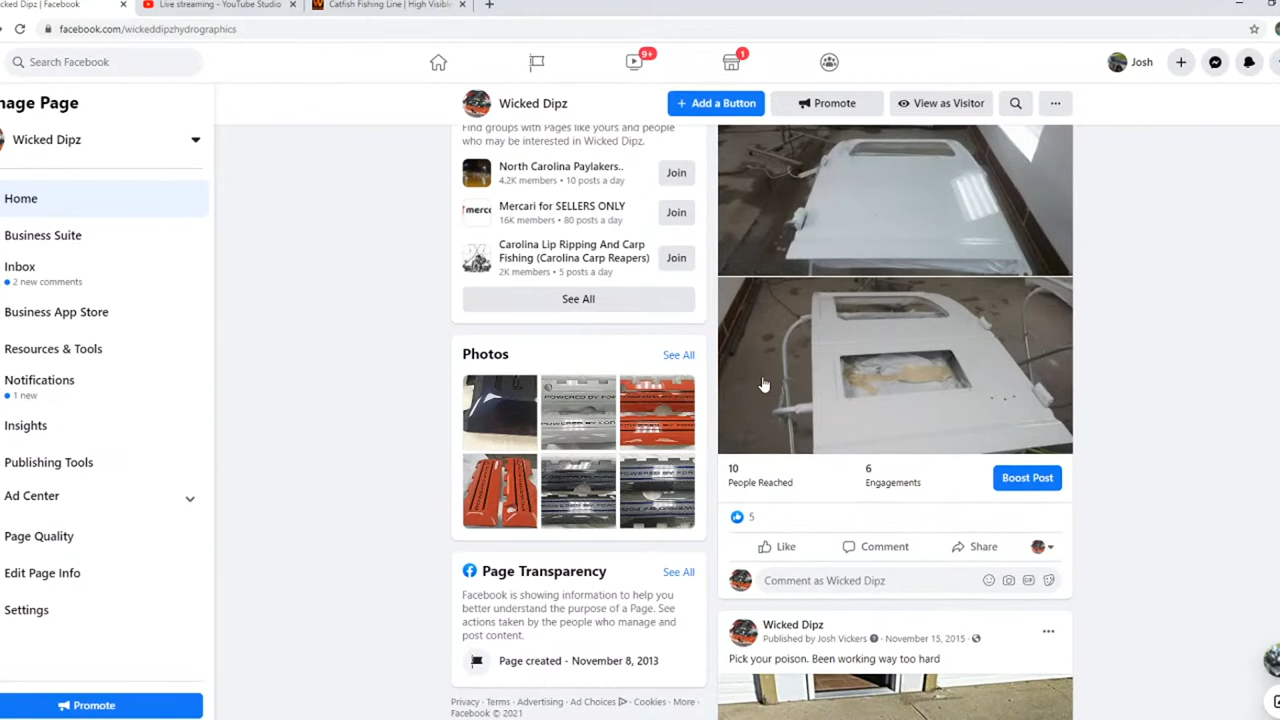 cked Dipz | Facebook
Live streaming - YouTube Studio
Catfish Fishing Line | High Visible
facebook.com/wickeddipzhydrographics
Search Facebook
9+
1
Josh
nage Page
Wicked Dipz
Home
Business Suite
Inbox
2 new comments
Business App Store
Resources & Tools
Notifications
1 new
Insights
Publishing Tools
Ad Center
Page Quality
Edit Page Info
Settings
Promote
Wicked Dipz
+ Add a Button
Promote
View as Visitor
Find groups with Pages like yours and people
who may be interested in Wicked Dipz.
North Carolina Paylakers..
4.2K members • 10 posts a day
Join
merc
Mercari for SELLERS ONLY
16K members • 80 posts a day
Join
Carolina Lip Ripping And Carp
Fishing (Carolina Carp Reapers)
2K members • 5 posts a day
Join
See All
Photos
See All
POWERED BY FOR
Page Transparency
See All
Facebook is showing information to help you
better understand the purpose of a Page. See
actions taken by the people who manage and
post content.
Page created - November 8, 2013
Privacy · Terms · Advertising · Ad Choices · Cookies · More ·
Facebook © 2021
10
People Reached
6
Engagements
Boost Post
5
Like
Comment
Share
Comment as Wicked Dipz
GIF
Wicked Dipz
Published by Josh Vickers · November 15, 2015 ·
Pick your poison. Been working way too hard